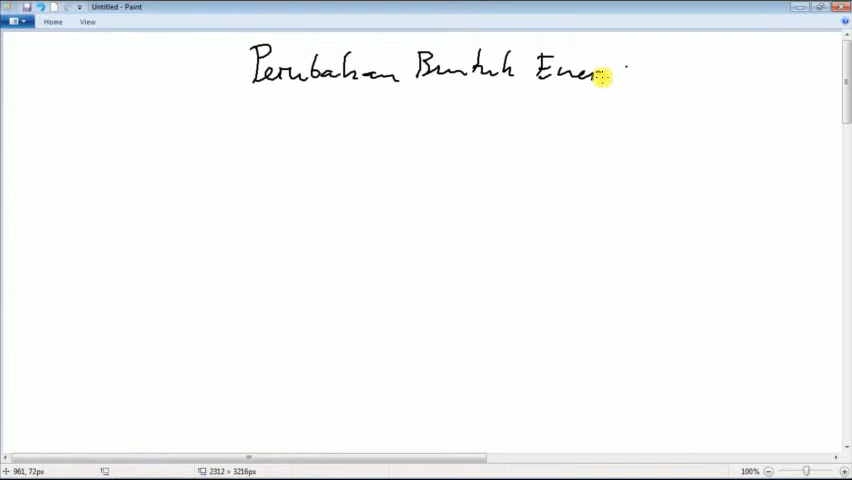 Untitled - Paint
Home View
Perubahan Bentuk Ener
961, 72px
2312 × 3216px
100%